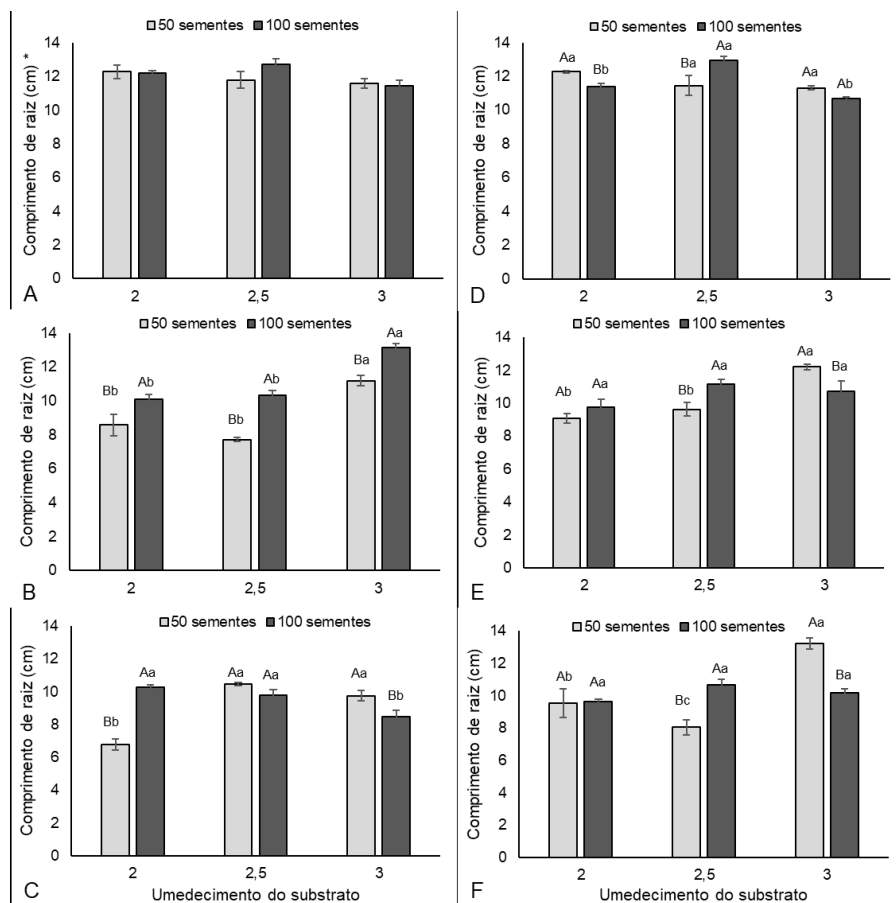 50 sementes 100 sementes
Comprimento de raiz (cm) *
14
12
10
8
6
4
2
0
2 2,5 3
A
50 sementes 100 sementes
Comprimento de raiz (cm)
14
12
10
8
6
4
2
0
Aa Bb Ba Aa Aa Ab
2 2,5 3
D
50 sementes 100 sementes
Comprimento de raiz (cm)
14
12
10
8
6
4
2
0
Bb Ab Bb Ab Ba Aa
2 2,5 3
B
50 sementes 100 sementes
Comprimento de raiz (cm)
14
12
10
8
6
4
2
0
Ab Aa Bb Aa Aa Ba
2 2,5 3
E
50 sementes 100 sementes
Comprimento de raiz (cm)
14
12
10
8
6
4
2
0
Bb Aa Aa Aa Aa Bb
2 2,5 3
C
Umedecimento do substrato
50 sementes 100 sementes
Comprimento de raiz (cm)
14
12
10
8
6
4
2
0
Ab Aa Bc Aa Aa Ba
2 2,5 3
Umedecimento do substrato
F